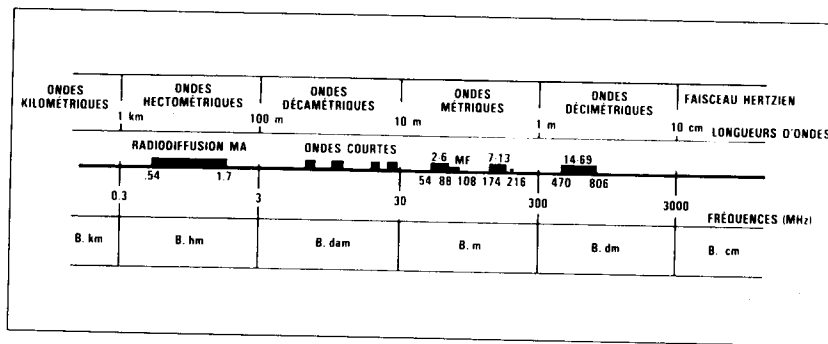 ONDES KILOMÉTRIQUES
ONDES HECTOMÉTRIQUES
ONDES DÉCAMÉTRIQUES
ONDES MÉTRIQUES
ONDES DÉCIMÉTRIQUES
FAISCEAU HERTZIEN
1 km 100 m 10 m 1 m 10 cm LONGUEURS D'ONDES
RADIODIFFUSION MA ONDES COURTES 2·6 MF 7·13 14·69
.54 1.7 54 88 108 174 216 470 806
0.3 3 30 300 3000 FRÉQUENCES (MHz)
B. km B. hm B. dam B. m B. dm B. cm